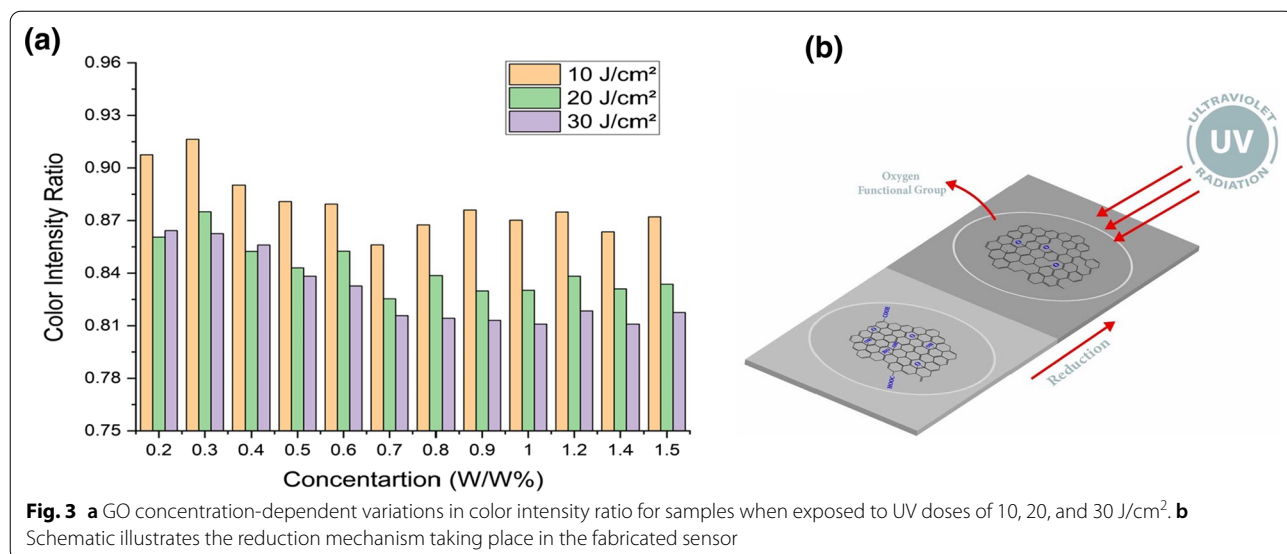 (a)
(b)
0.96
0.93
0.90
0.87
0.84
0.81
0.78
0.75
Color Intensity Ratio
10 J/cm²
20 J/cm²
30 J/cm²
0.2 0.3 0.4 0.5 0.6 0.7 0.8 0.9 1 1.2 1.4 1.5
Concentartion (W/W%)
ULTRAVIOLET
UV
RADIATION
Oxygen
Functional Group
COOH
HOOC
Reduction
Fig. 3 a GO concentration-dependent variations in color intensity ratio for samples when exposed to UV doses of 10, 20, and 30 J/cm². b
Schematic illustrates the reduction mechanism taking place in the fabricated sensor